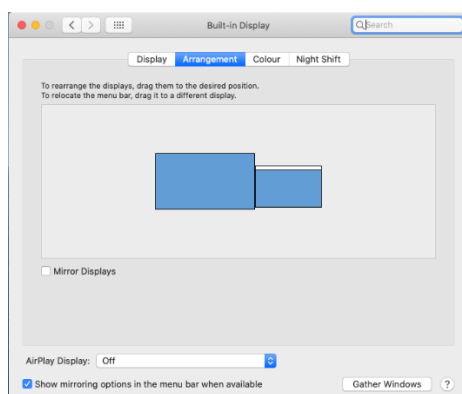 Built-in Display
Search
Display Arrangement Colour Night Shift
To rearrange the displays, drag them to the desired position.
To relocate the menu bar, drag it to a different display.
Mirror Displays
AirPlay Display: Off
Show mirroring options in the menu bar when available
Gather Windows ?